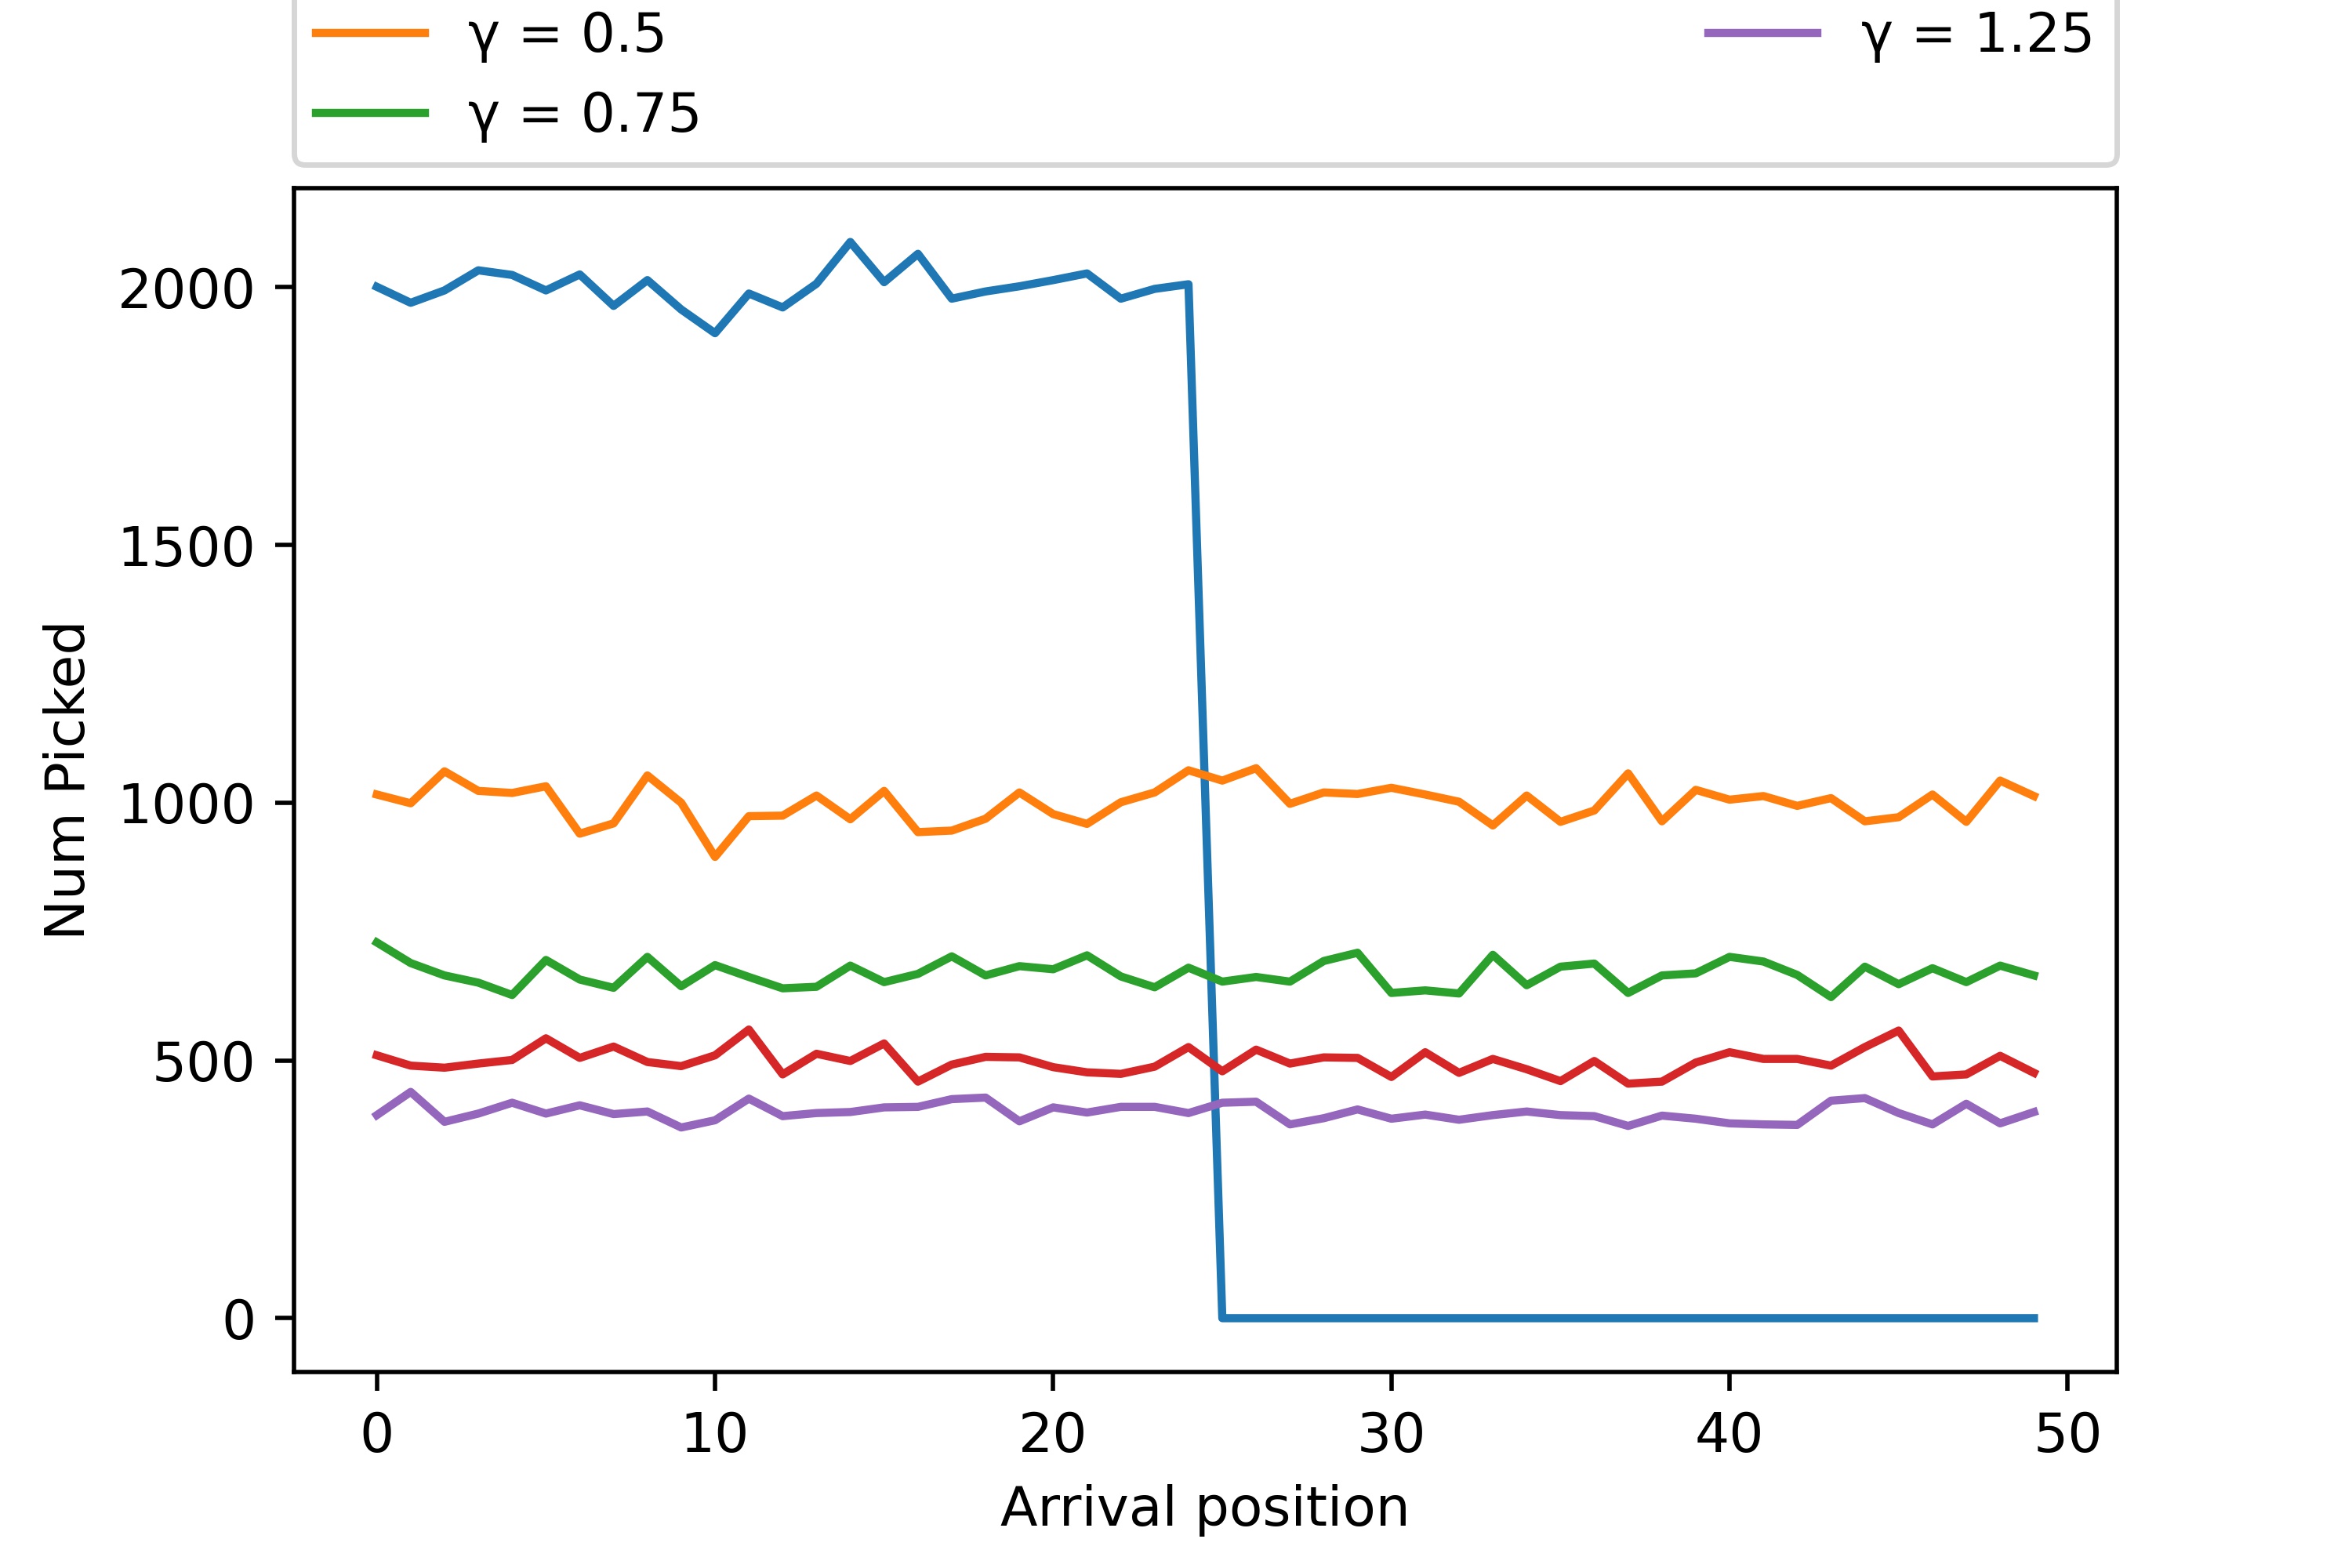 γ = 0.5
γ = 1.25
γ = 0.75
2000
1500
1000
500
0
Num Picked
0 10 20 30 40 50
Arrival position